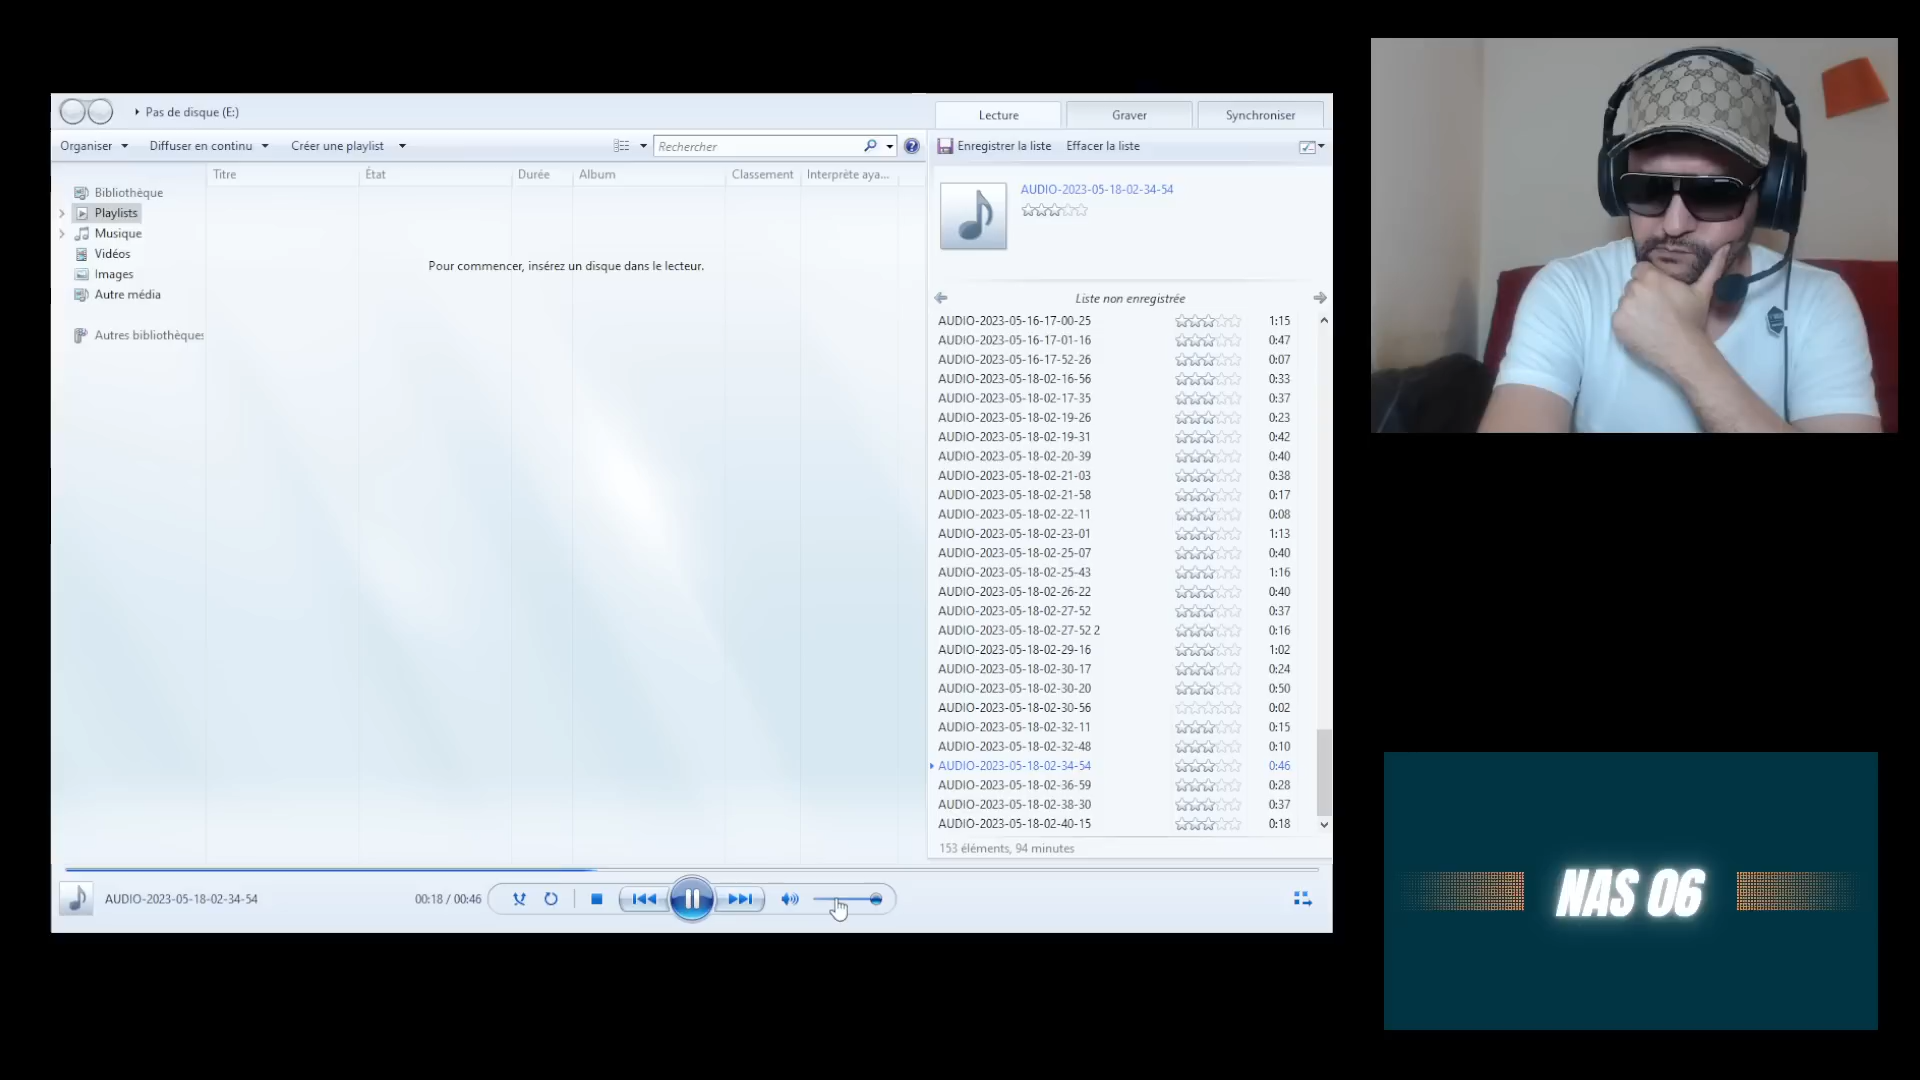 Pas de disque (E:)
Lecture
Graver
Synchroniser
Organiser
Diffuser en continu
Créer une playlist
Rechercher
Enregistrer la liste
Effacer la liste
Titre
État
Durée
Album
Classement
Interprète aya...
Bibliothèque
Playlists
Musique
Vidéos
Images
Autre média
Autres bibliothèques
Pour commencer, insérez un disque dans le lecteur.
AUDIO-2023-05-18-02-34-54
Liste non enregistrée
AUDIO-2023-05-16-17-00-25 1:15
AUDIO-2023-05-16-17-01-16 0:47
AUDIO-2023-05-16-17-52-26 0:07
AUDIO-2023-05-18-02-16-56 0:33
AUDIO-2023-05-18-02-17-35 0:37
AUDIO-2023-05-18-02-19-26 0:23
AUDIO-2023-05-18-02-19-31 0:42
AUDIO-2023-05-18-02-20-39 0:40
AUDIO-2023-05-18-02-21-03 0:38
AUDIO-2023-05-18-02-21-58 0:17
AUDIO-2023-05-18-02-22-11 0:08
AUDIO-2023-05-18-02-23-01 1:13
AUDIO-2023-05-18-02-25-07 0:40
AUDIO-2023-05-18-02-25-43 1:16
AUDIO-2023-05-18-02-26-22 0:40
AUDIO-2023-05-18-02-27-52 0:37
AUDIO-2023-05-18-02-27-52 2 0:16
AUDIO-2023-05-18-02-29-16 1:02
AUDIO-2023-05-18-02-30-17 0:24
AUDIO-2023-05-18-02-30-20 0:50
AUDIO-2023-05-18-02-30-56 0:02
AUDIO-2023-05-18-02-32-11 0:15
AUDIO-2023-05-18-02-32-48 0:10
AUDIO-2023-05-18-02-34-54 0:46
AUDIO-2023-05-18-02-36-59 0:28
AUDIO-2023-05-18-02-38-30 0:37
AUDIO-2023-05-18-02-40-15 0:18
153 éléments, 94 minutes
AUDIO-2023-05-18-02-34-54
00:18 / 00:46
NAS 06